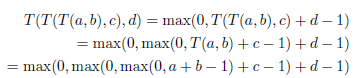 T(T(T(a, b), c), d) = max(0, T(T(a, b), c) + d − 1)
= max(0, max(0, T(a, b) + c − 1) + d − 1)
= max(0, max(0, max(0, a + b − 1) + c − 1) + d − 1)